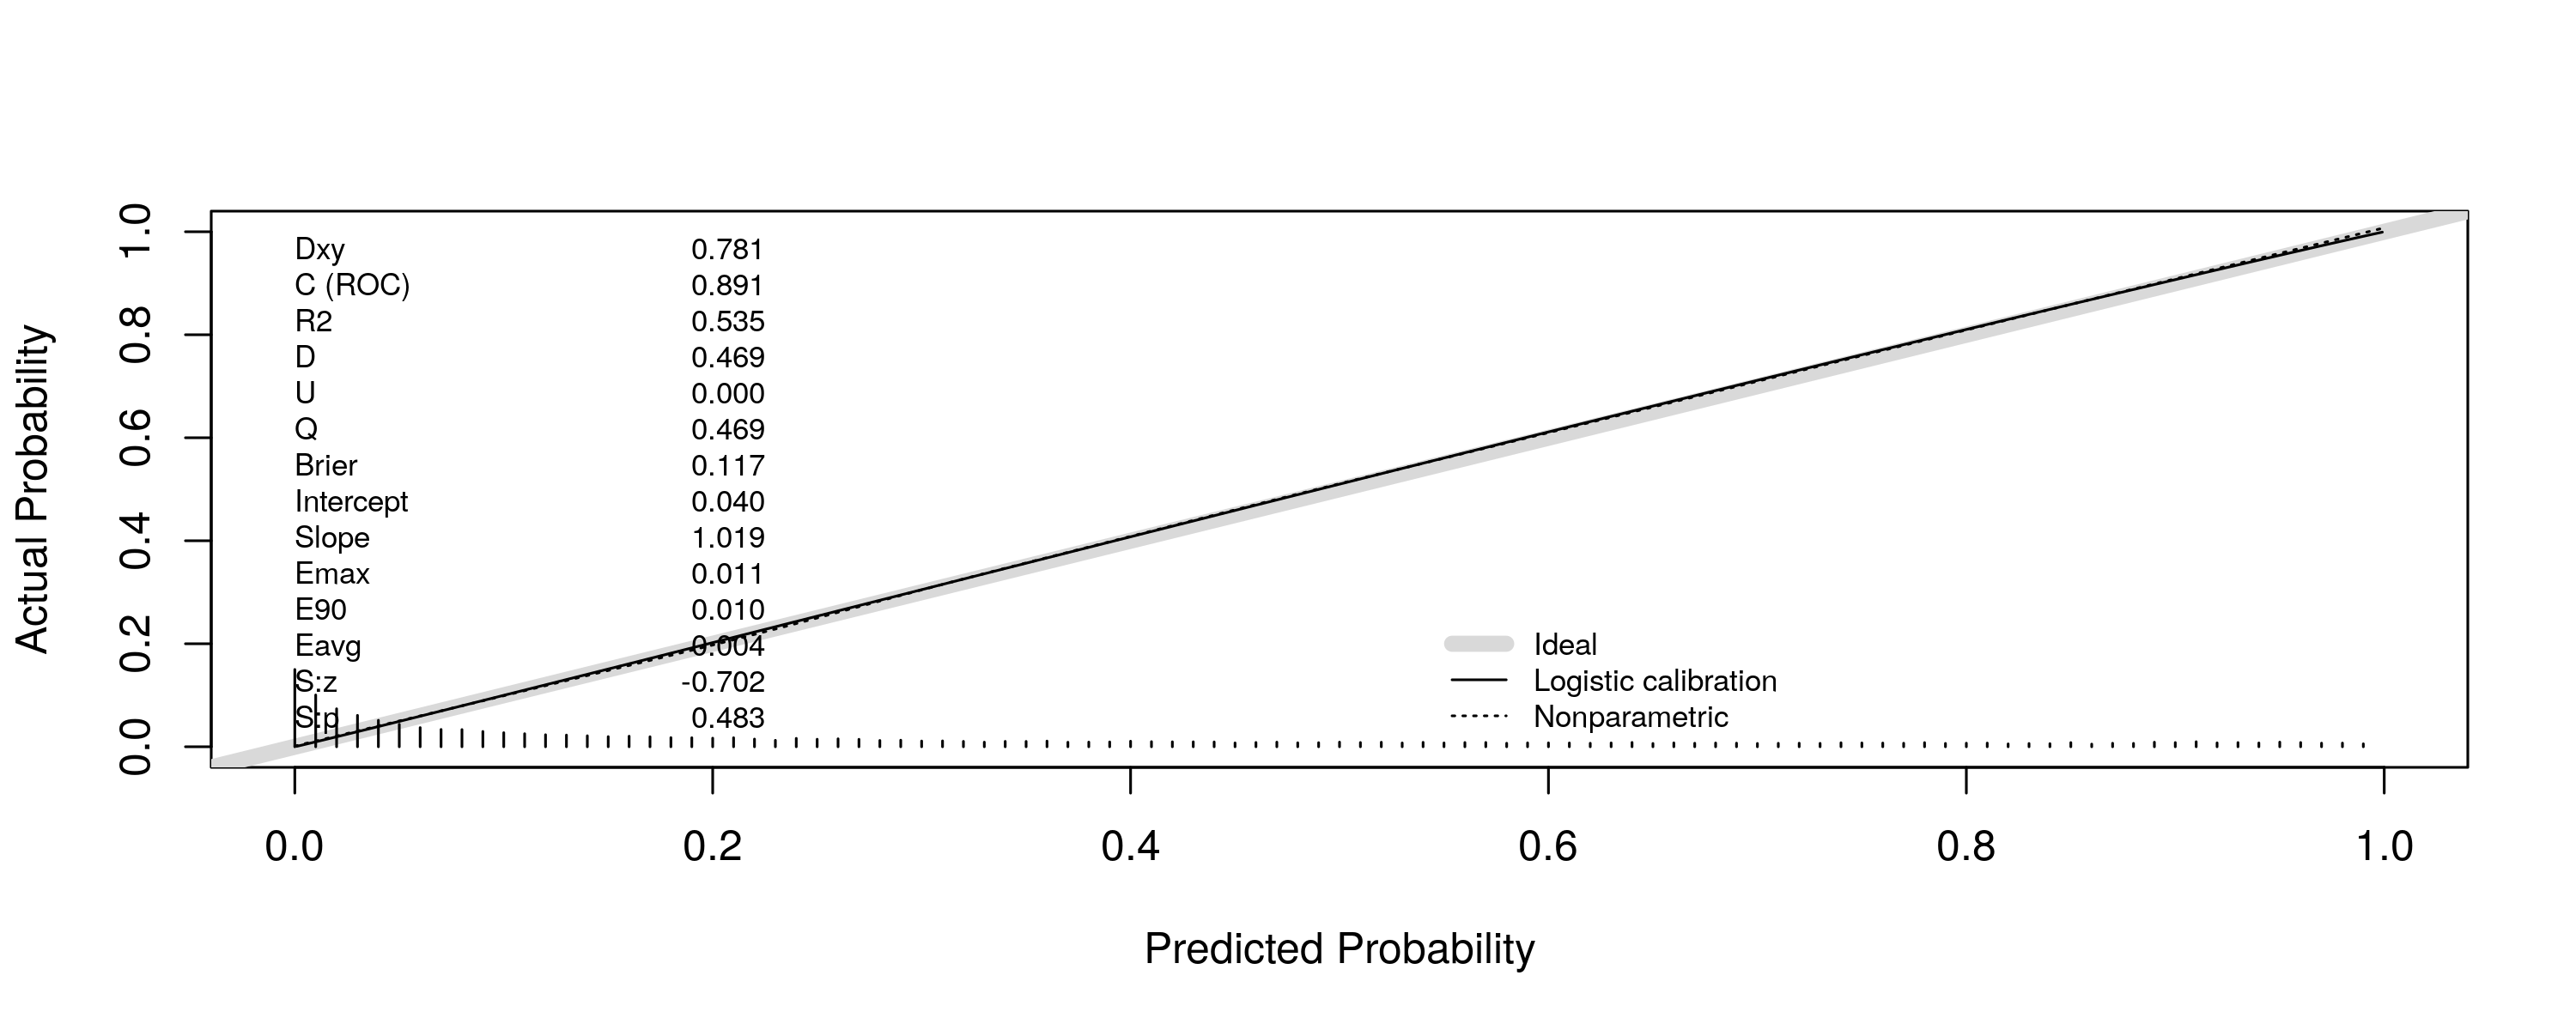 Actual Probability
1.0
0.8
0.6
0.4
0.2
0.0
Dxy 0.781
C (ROC) 0.891
R2 0.535
D 0.469
U 0.000
Q 0.469
Brier 0.117
Intercept 0.040
Slope 1.019
Emax 0.011
E90 0.010
Eavg 0.004
S:z -0.702
S:p 0.483
Ideal
Logistic calibration
Nonparametric
0.0 0.2 0.4 0.6 0.8 1.0
Predicted Probability